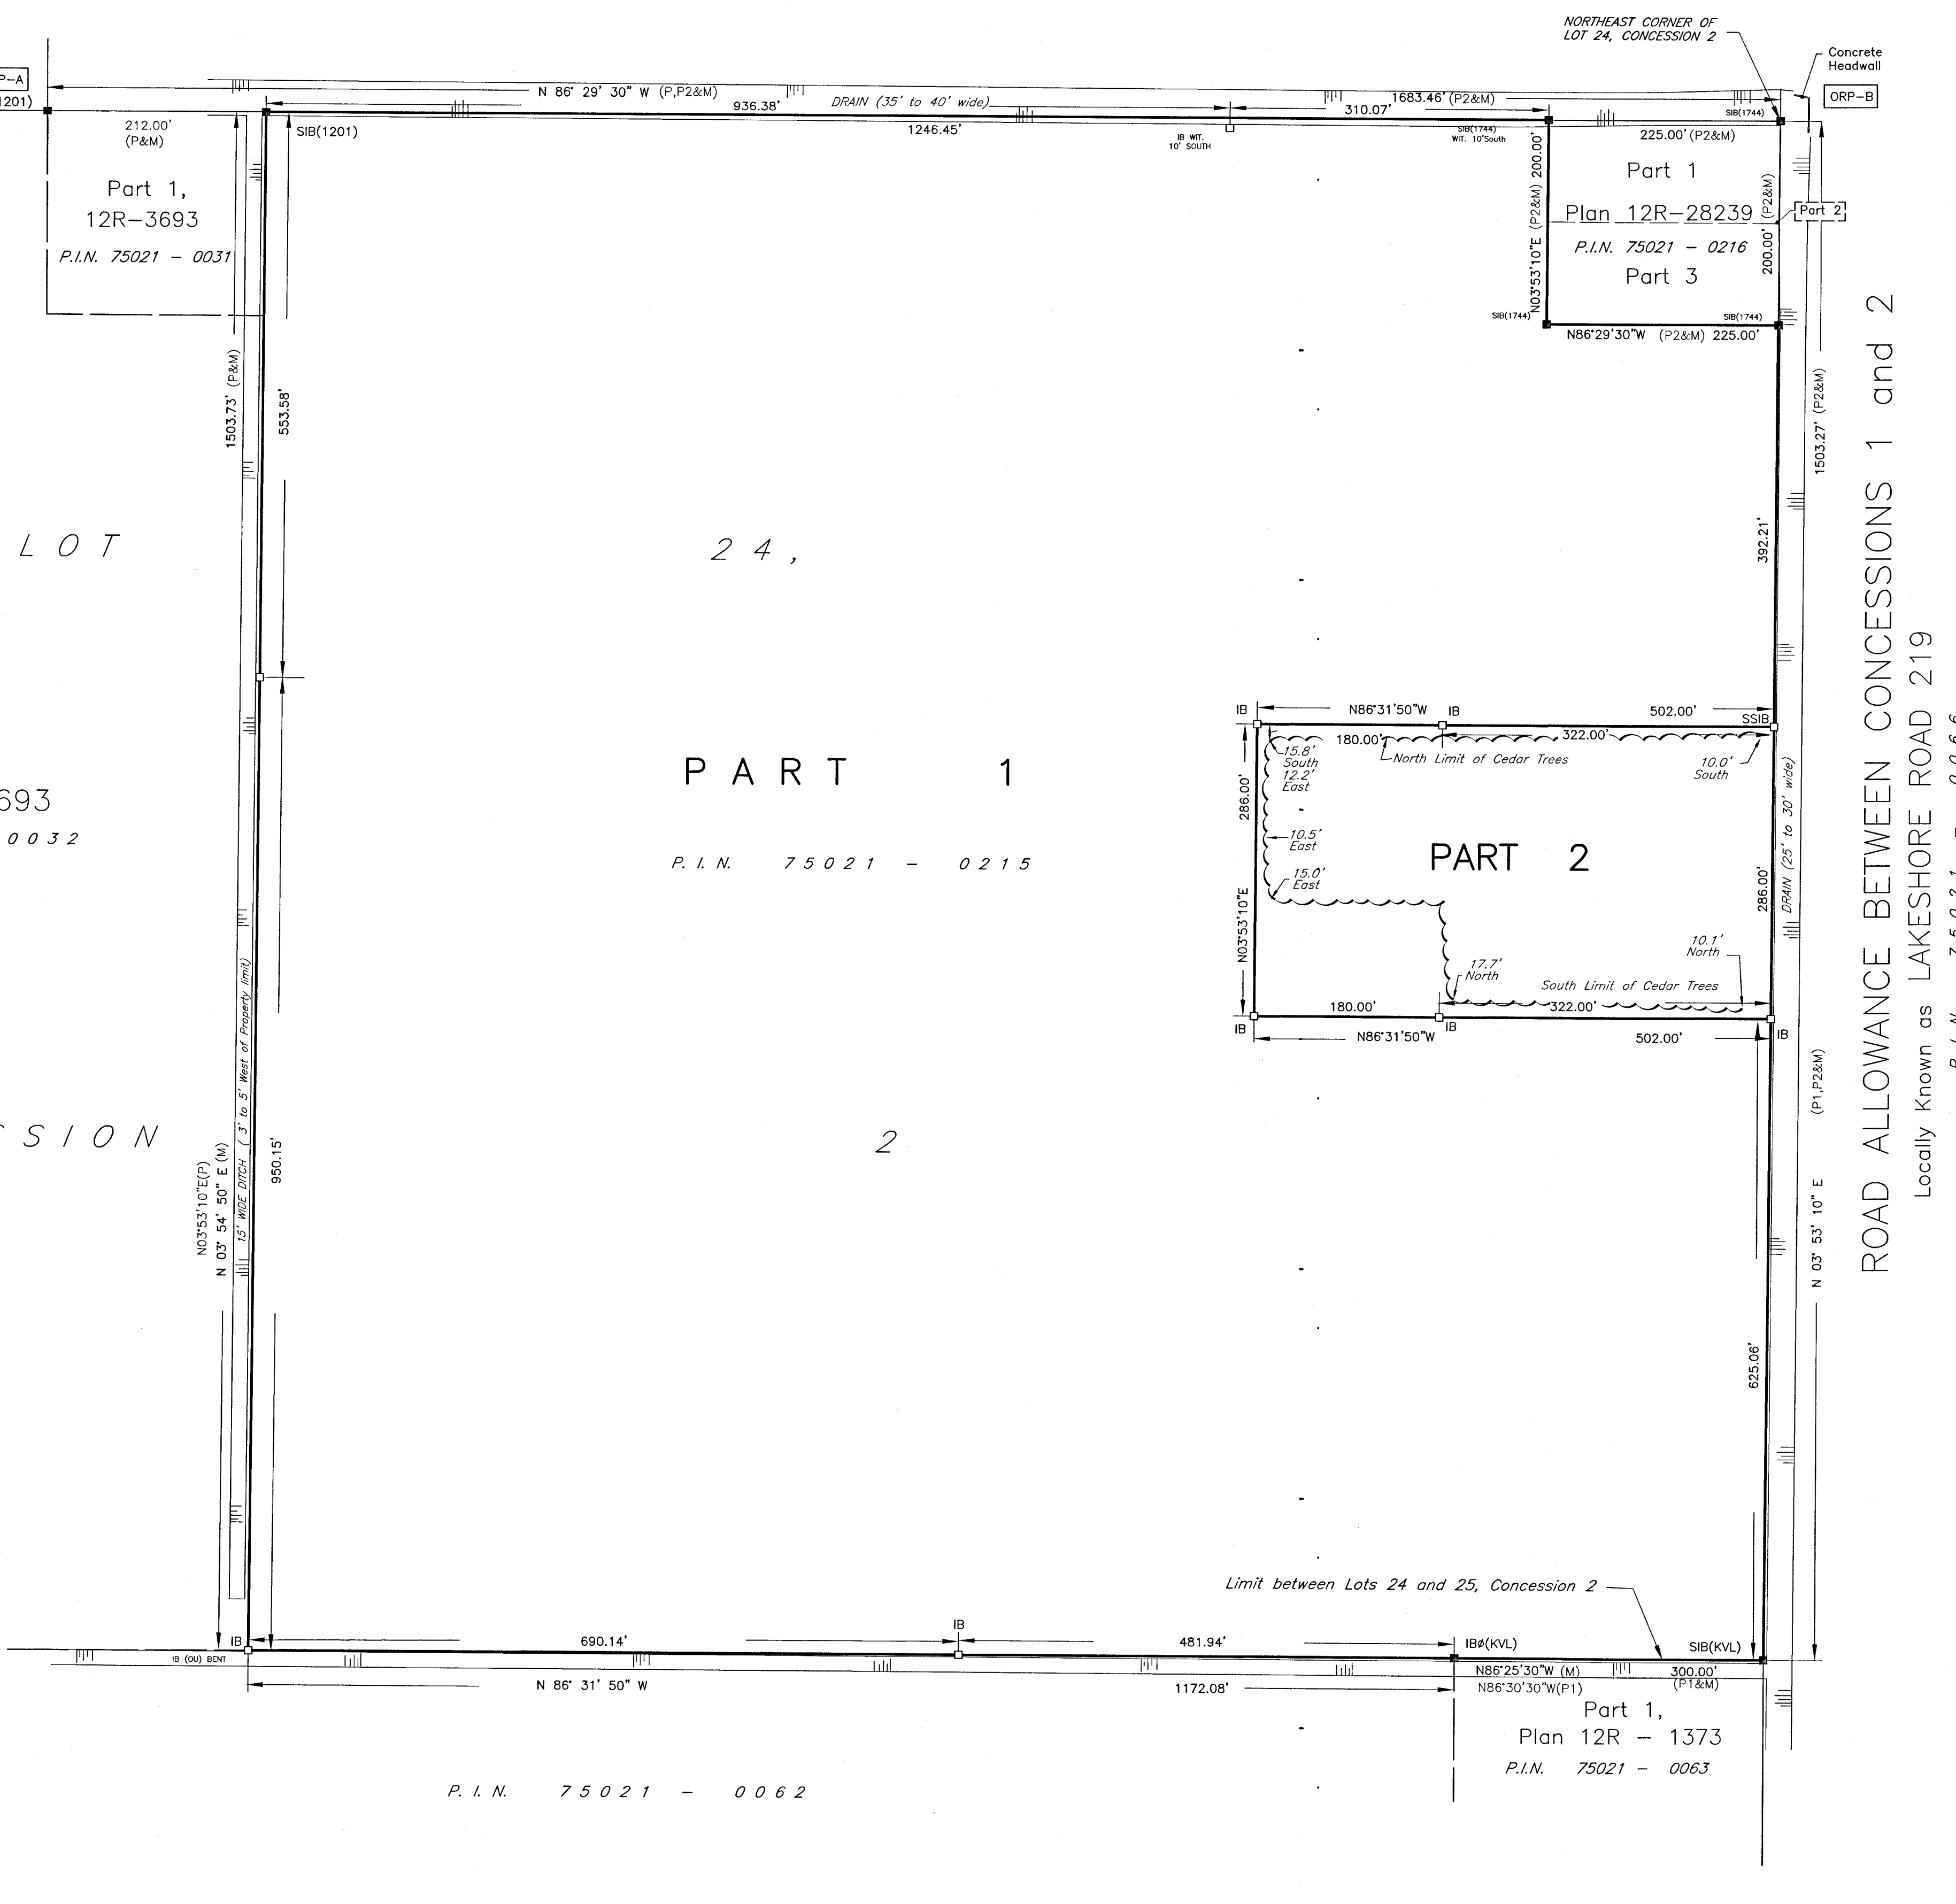 NORTHEAST CORNER OF
LOT 24, CONCESSION 2
Concrete
Headwall
P-A
1201)
ORP-B
N 86° 29' 30" W (P,P2&M)
1683.46' (P2&M)
936.38'
DRAIN (35' to 40' wide)
310.07'
SIB(1744)
212.00'
(P&M)
SIB(1201)
1246.45'
IB WIT.
10' SOUTH
SIB(1744)
WIT. 10'South
225.00' (P2&M)
Part 1,
12R-3693
P.I.N. 75021 - 0031
N03°53'10"E (P2&M) 200.00'
Part 1
Plan 12R-28239
P.I.N. 75021 - 0216
Part 3
200.00' (P2&M)
Part 2
SIB(1744)
SIB(1744)
N86°29'30"W (P2&M) 225.00'
1503.73' (P&M)
553.58'
1503.27' (P2&M)
392.21'
LOT
24,
ROAD ALLOWANCE BETWEEN CONCESSIONS 1 and 2
Locally Known as LAKESHORE ROAD 219
P.I.N. 75021 - 0066
IB
N86°31'50"W
IB
502.00'
SSIB
180.00'
322.00'
15.8'
South
12.2'
East
North Limit of Cedar Trees
10.0'
South
286.00'
PART 1
693
0032
P.I.N. 75021 - 0215
10.5'
East
PART 2
15.0'
East
286.00'
DRAIN (25' to 30' wide)
N03°53'10"E
10.1'
North
17.7'
North
South Limit of Cedar Trees
180.00'
322.00'
IB
IB
IB
N86°31'50"W
502.00'
15' WIDE DITCH ( 3' to 5' West of Property limit)
SION
2
N03°53'10"E(P)
N 03° 54' 50" E (M)
950.15'
N 03° 53' 10" E (P1,P2&M)
625.06'
Limit between Lots 24 and 25, Concession 2
IB
IB (OU) BENT
690.14'
IB
481.94'
IBø(KVL)
SIB(KVL)
N 86° 31' 50" W
1172.08'
N86°25'30"W (M)
N86°30'30"W(P1)
300.00'
(P1&M)
Part 1,
Plan 12R - 1373
P.I.N. 75021 - 0063
P.I.N. 75021 - 0062